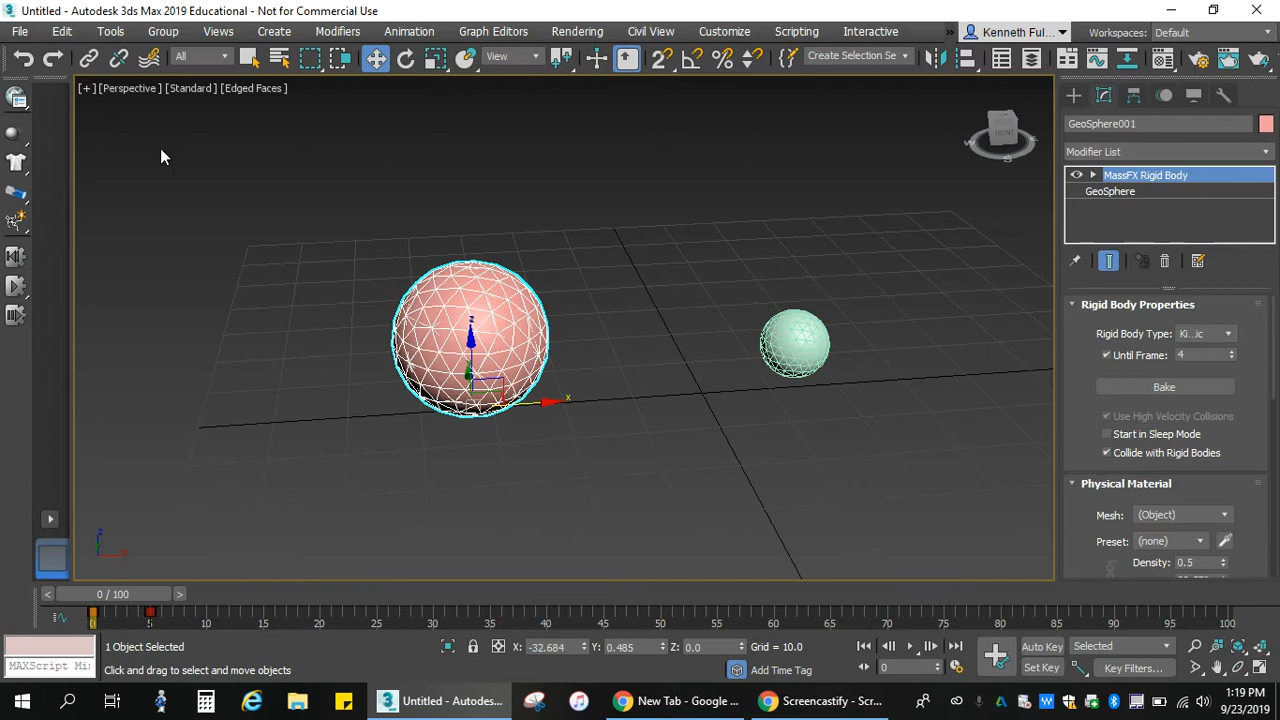 Untitled - Autodesk 3ds Max 2019 Educational - Not for Commercial Use
File Edit Tools Group Views Create Modifiers Animation Graph Editors Rendering Civil View Customize Scripting Interactive » Kenneth Ful... Workspaces: Default
All View Create Selection Se
[+] [Perspective ] [Standard ] [Edged Faces ]
FRONT
W S E
GeoSphere001
Modifier List
MassFX Rigid Body
GeoSphere
Rigid Body Properties
Rigid Body Type: Ki...ic
Until Frame: 4
Bake
Use High Velocity Collisions
Start in Sleep Mode
Collide with Rigid Bodies
Physical Material
Mesh: (Object)
Preset: (none)
Density: 0.5
z
x
z
x
< 0 / 100 >
0 5 10 15 20 25 30 35 40 45 50 55 60 65 70 75 80 85 90 95 100
1 Object Selected
X: -32.684 Y: 0.485 Z: 0.0 Grid = 10.0
Auto Key Selected
MAXScript Mi
Click and drag to select and move objects
Add Time Tag
0
Set Key Key Filters...
Untitled - Autodes...
New Tab - Google ...
Screencastify - Scr...
1:19 PM
9/23/2019